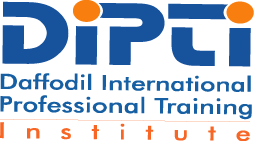 DiPTi
Daffodil International
Professional Training
Institute